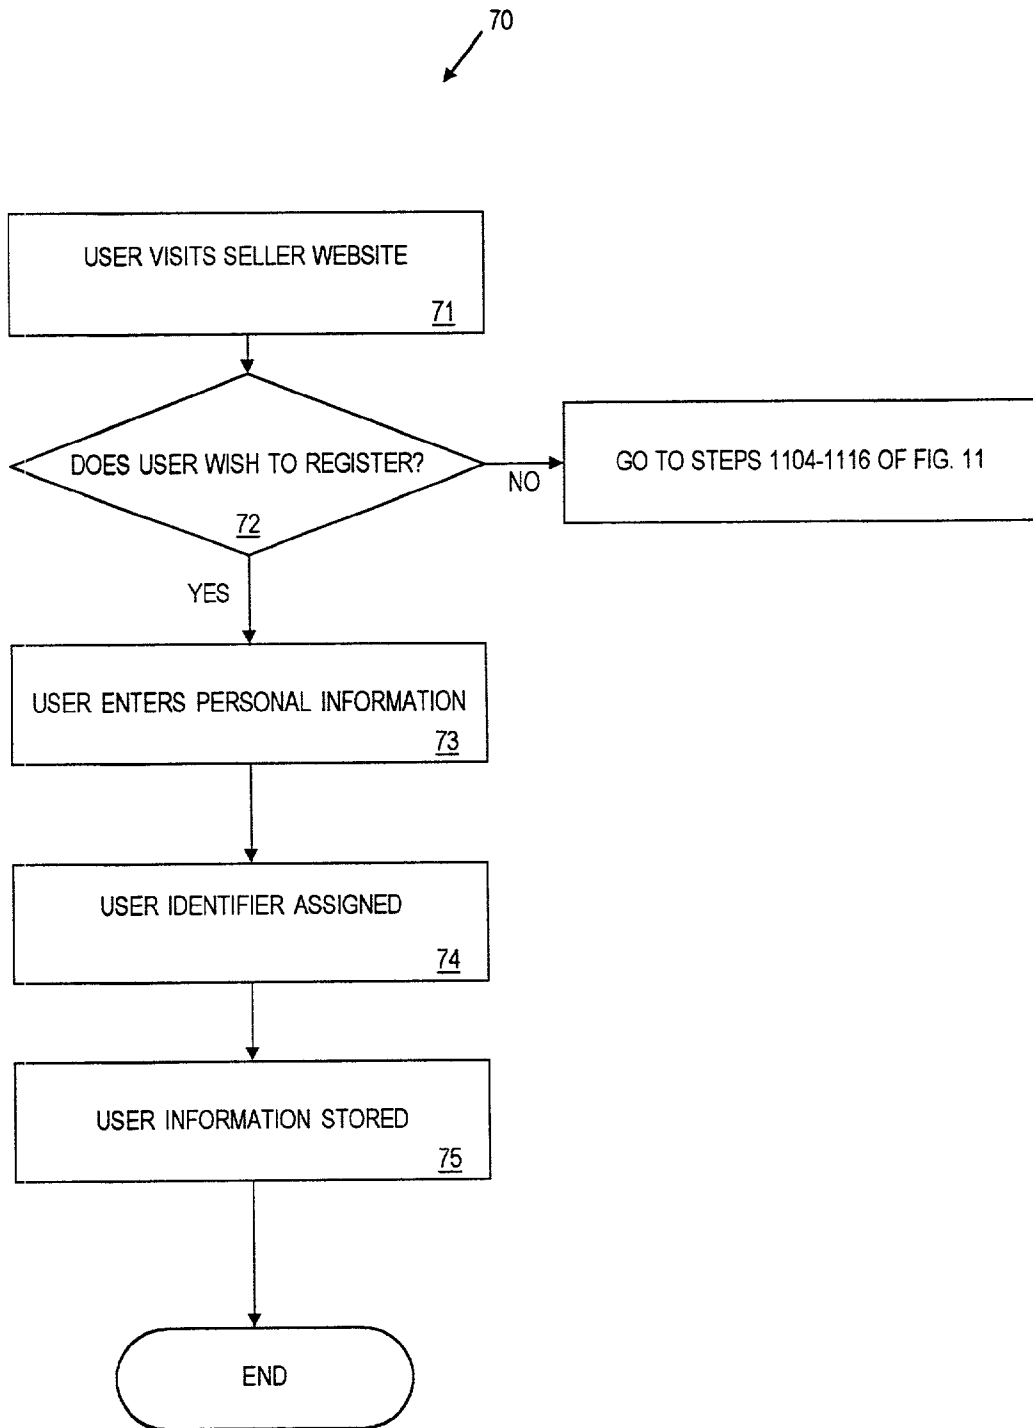 70
USER VISITS SELLER WEBSITE
71
DOES USER WISH TO REGISTER?
72
NO
GO TO STEPS 1104-1116 OF FIG. 11
YES
USER ENTERS PERSONAL INFORMATION
73
USER IDENTIFIER ASSIGNED
74
USER INFORMATION STORED
75
END